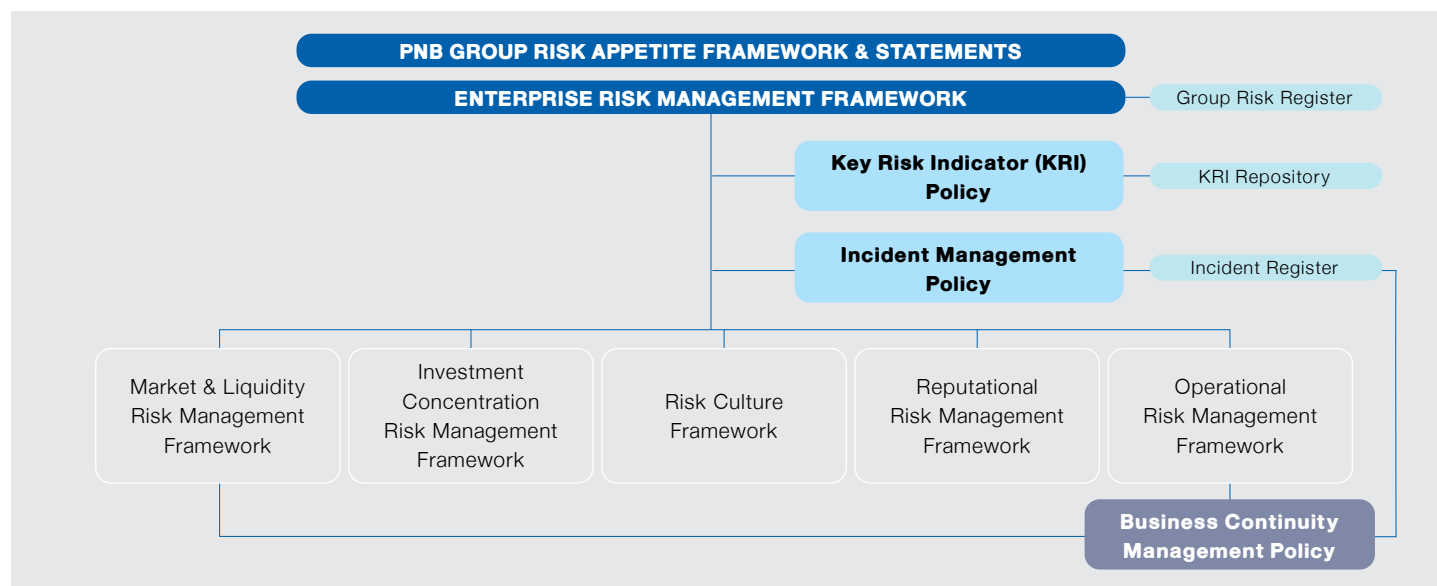 PNB GROUP RISK APPETITE FRAMEWORK & STATEMENTS
ENTERPRISE RISK MANAGEMENT FRAMEWORK
Group Risk Register
Key Risk Indicator (KRI)
Policy
KRI Repository
Incident Management
Policy
Incident Register
Market & Liquidity
Risk Management
Framework
Investment
Concentration
Risk Management
Framework
Risk Culture
Framework
Reputational
Risk Management
Framework
Operational
Risk Management
Framework
Business Continuity
Management Policy